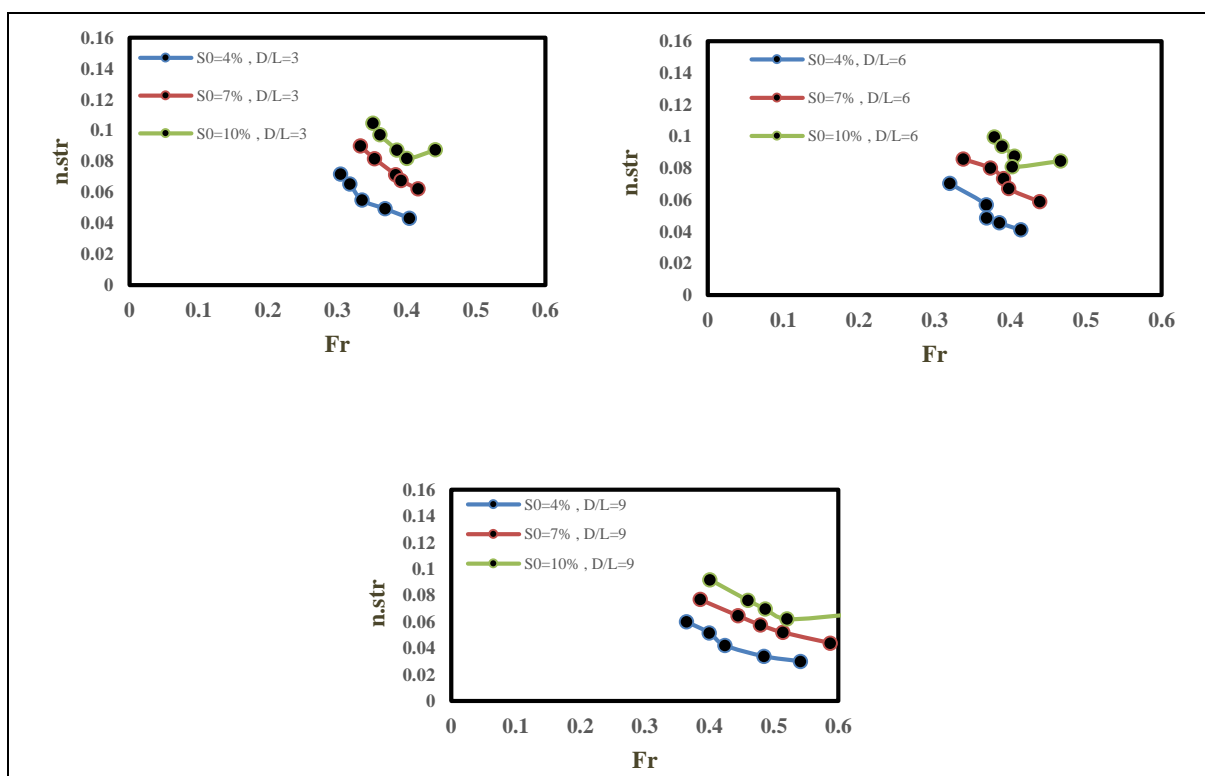 0.16
0.14
0.12
0.1
0.08
0.06
0.04
0.02
0
n.str
S0=4% , D/L=3
S0=7% , D/L=3
S0=10% , D/L=3
0 0.1 0.2 0.3 0.4 0.5 0.6
Fr
0.16
0.14
0.12
0.1
0.08
0.06
0.04
0.02
0
n.str
S0=4% , D/L=6
S0=7% , D/L=6
S0=10% , D/L=6
0 0.1 0.2 0.3 0.4 0.5 0.6
Fr
0.16
0.14
0.12
0.1
0.08
0.06
0.04
0.02
0
n.str
S0=4% , D/L=9
S0=7% , D/L=9
S0=10% , D/L=9
0 0.1 0.2 0.3 0.4 0.5 0.6
Fr